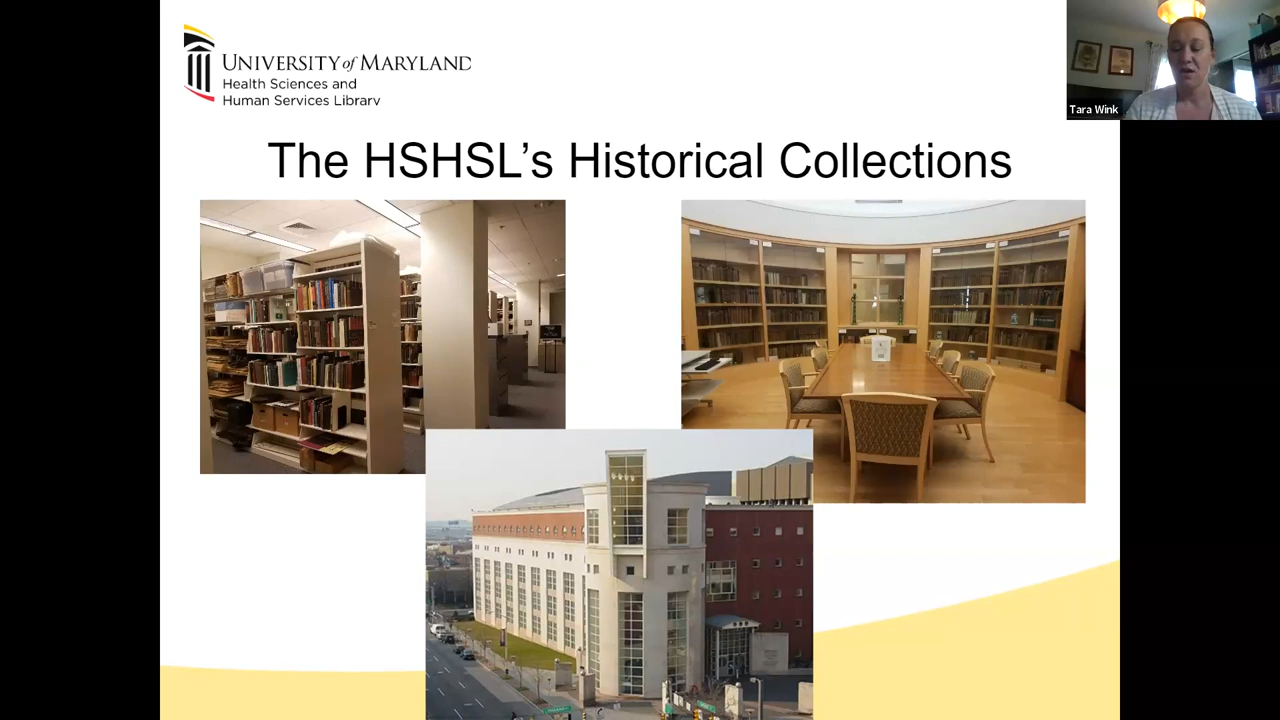 UNIVERSITY of MARYLAND
Health Sciences and
Human Services Library
Tara Wink
The HSHSL’s Historical Collections